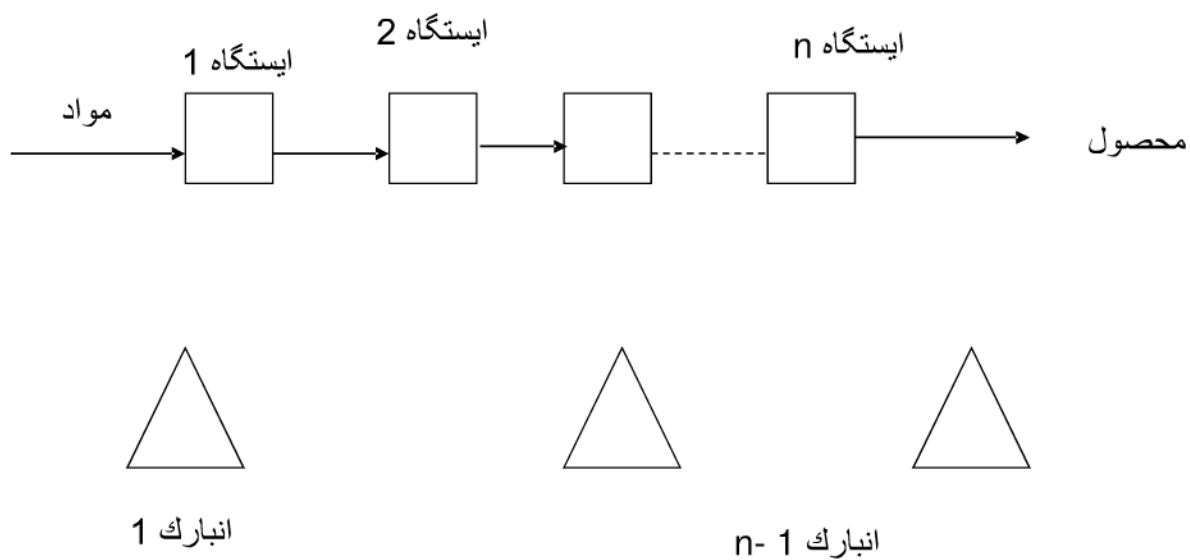 ایستگاه 1
ایستگاه 2
ایستگاه n
مواد
محصول
انبارك 1
انبارك n- 1